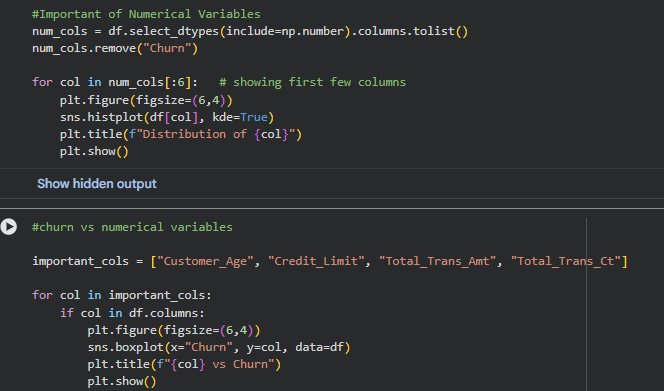 #Important of Numerical Variables
num_cols = df.select_dtypes(include=np.number).columns.tolist()
num_cols.remove("Churn")
for col in num_cols[:6]:   # showing first few columns
    plt.figure(figsize=(6,4))
    sns.histplot(df[col], kde=True)
    plt.title(f"Distribution of {col}")
    plt.show()
Show hidden output
#churn vs numerical variables
important_cols = ["Customer_Age", "Credit_Limit", "Total_Trans_Amt", "Total_Trans_Ct"]
for col in important_cols:
    if col in df.columns:
        plt.figure(figsize=(6,4))
        sns.boxplot(x="Churn", y=col, data=df)
        plt.title(f"{col} vs Churn")
        plt.show()